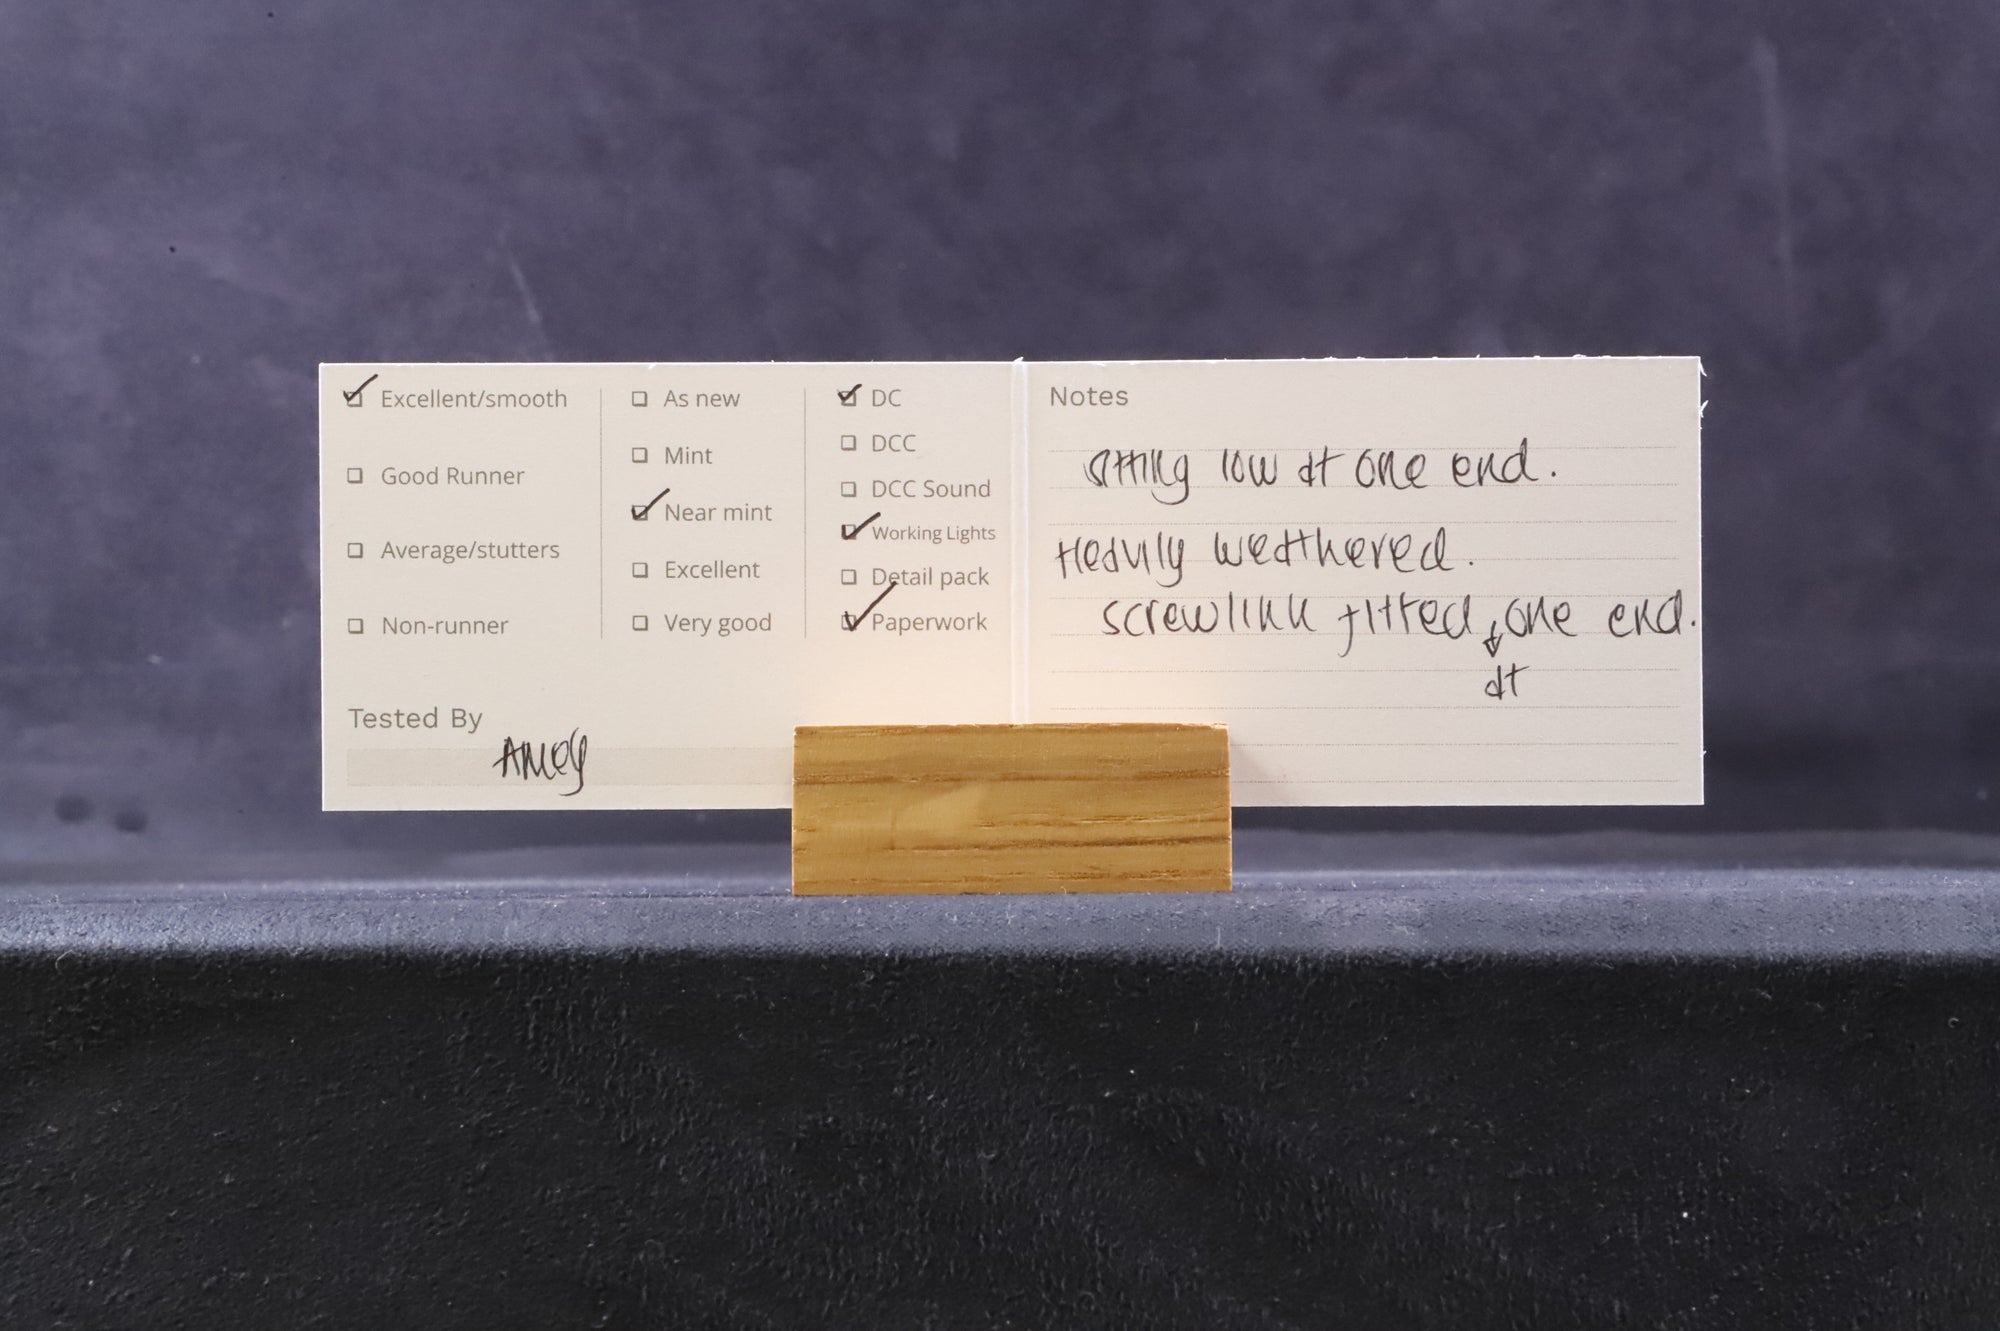 Excellent/smooth
Good Runner
Average/stutters
Non-runner
As new
Mint
Near mint
Excellent
Very good
DC
DCC
DCC Sound
Working Lights
Detail pack
Paperwork
Tested By
Notes
sitting low at one end.
Heavily weathered.
screwlink fitted one end.
at